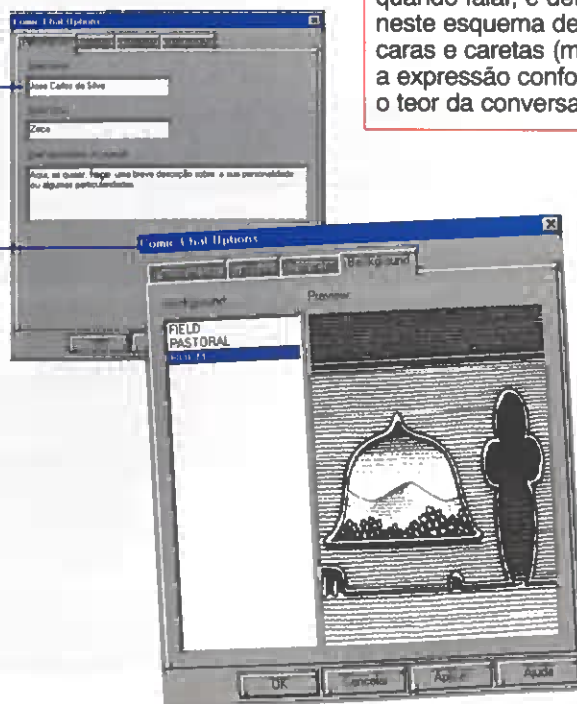 quando falar, e de
neste esquema de
caras e caretas (m
a expressão confo
o teor da conversa
Comic Chat Options
Jose Carlos da Silva
Zeca
Aqui, se quiser, uma breve descrição sobre a sua personalidade
ou algumas particularidades
Comic Chat Options
Background
Preview:
FIELD
PASTORAL
OK
Cancelar
Aplicar
Ajuda